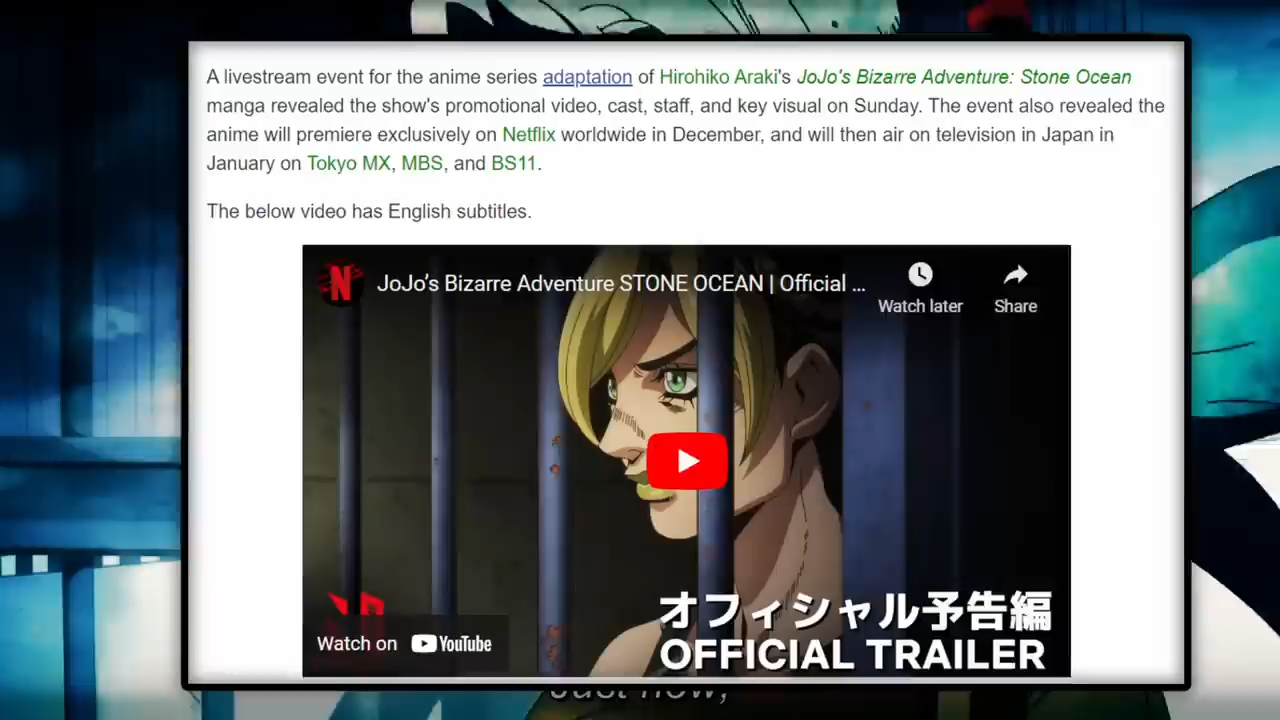 A livestream event for the anime series adaptation of Hirohiko Araki's JoJo's Bizarre Adventure: Stone Ocean
manga revealed the show's promotional video, cast, staff, and key visual on Sunday. The event also revealed the
anime will premiere exclusively on Netflix worldwide in December, and will then air on television in Japan in
January on Tokyo MX, MBS, and BS11.
The below video has English subtitles.
N
JoJo’s Bizarre Adventure STONE OCEAN | Official ...
Watch later
Share
オフィシャル予告編
OFFICIAL TRAILER
Watch on YouTube
Just now,